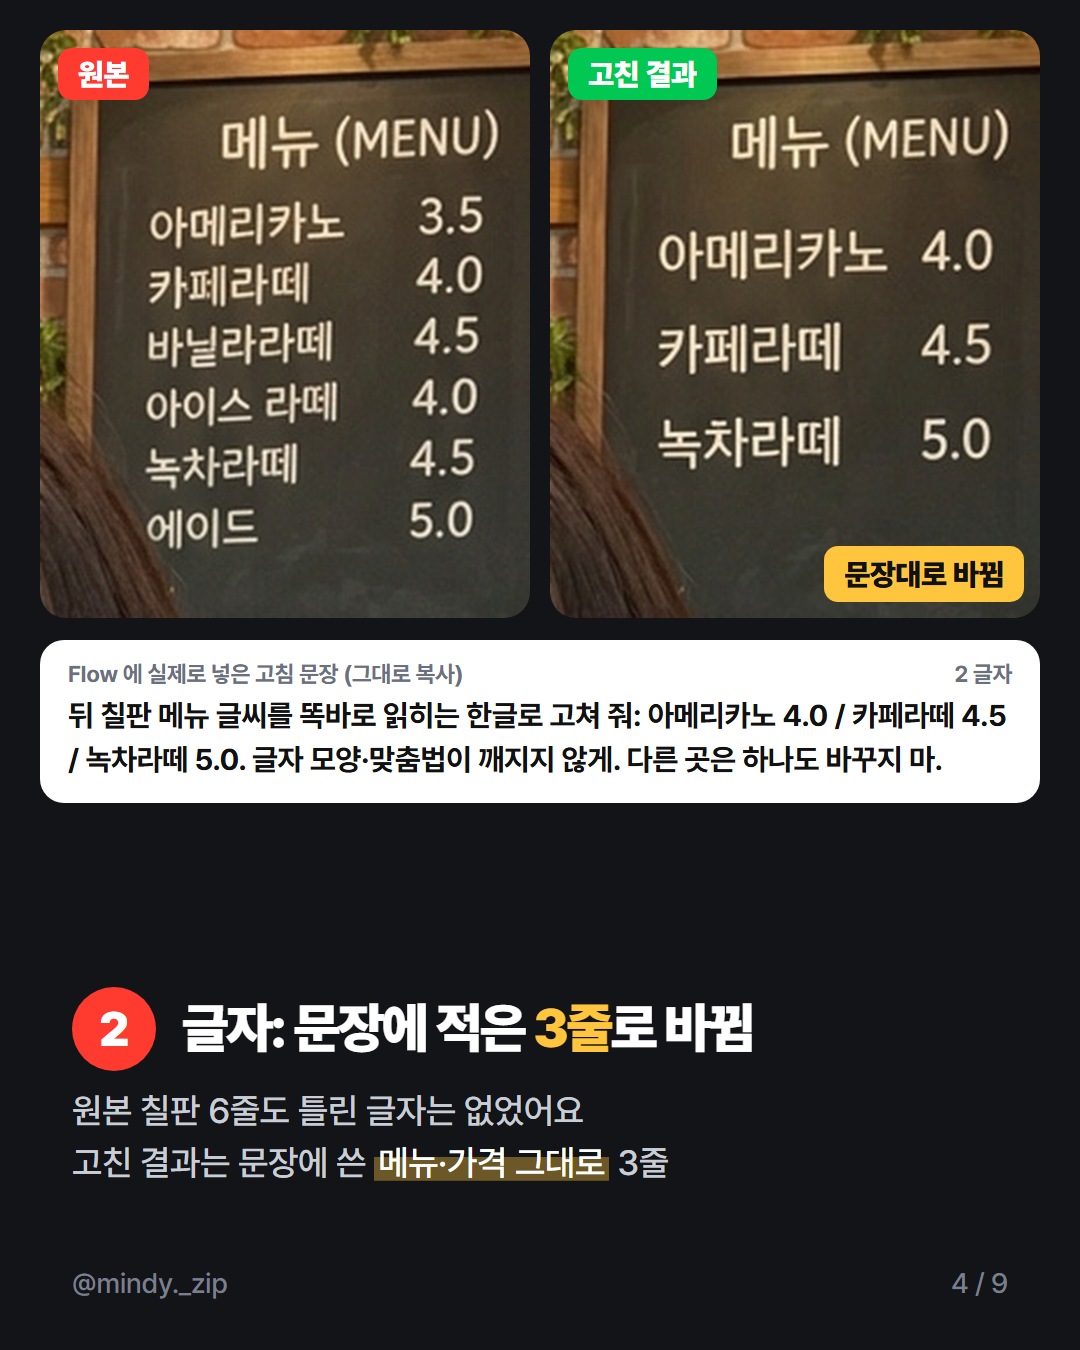 원본
메뉴 (MENU)
아메리카노 3.5
카페라떼 4.0
바닐라라떼 4.5
아이스 라떼 4.0
녹차라떼 4.5
에이드 5.0
고친 결과
메뉴 (MENU)
아메리카노 4.0
카페라떼 4.5
녹차라떼 5.0
문장대로 바뀜
Flow 에 실제로 넣은 고침 문장 (그대로 복사) 2 글자
뒤 칠판 메뉴 글씨를 똑바로 읽히는 한글로 고쳐 줘: 아메리카노 4.0 / 카페라떼 4.5
/ 녹차라떼 5.0. 글자 모양·맞춤법이 깨지지 않게. 다른 곳은 하나도 바꾸지 마.
2 글자: 문장에 적은 3줄로 바뀜
원본 칠판 6줄도 틀린 글자는 없었어요
고친 결과는 문장에 쓴 메뉴·가격 그대로 3줄
@mindy._zip 4 / 9